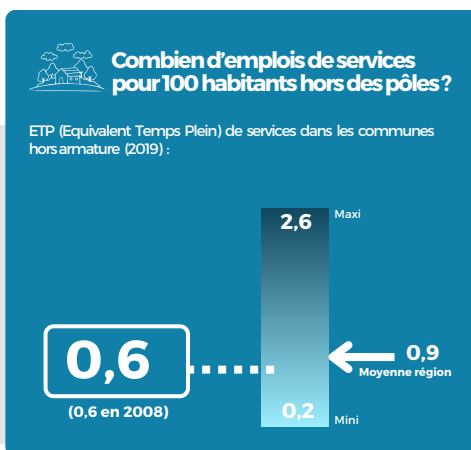 Combien d’emplois de services
pour 100 habitants hors des pôles ?
ETP (Equivalent Temps Plein) de services dans les communes
hors armature (2019) :
2,6
Maxi
0,6
0,9
Moyenne région
(0,6 en 2008)
0,2
Mini